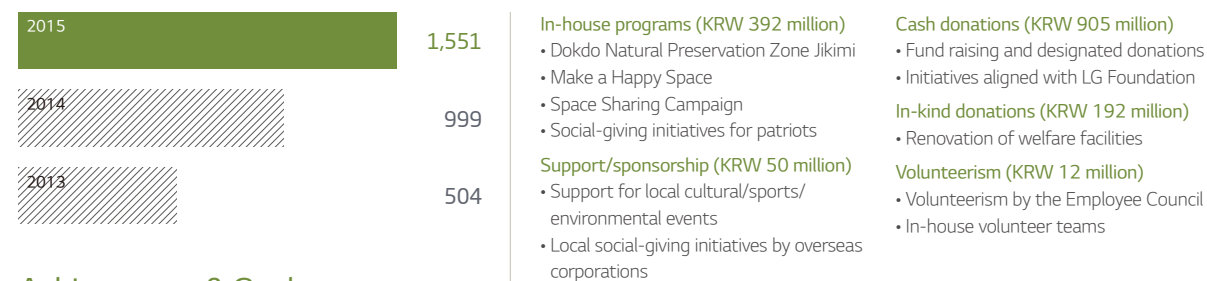 2015
1,551
2014
999
2013
504
In-house programs (KRW 392 million)
• Dokdo Natural Preservation Zone Jikimi
• Make a Happy Space
• Space Sharing Campaign
• Social-giving initiatives for patriots
Support/sponsorship (KRW 50 million)
• Support for local cultural/sports/
environmental events
• Local social-giving initiatives by overseas
corporations
Cash donations (KRW 905 million)
• Fund raising and designated donations
• Initiatives aligned with LG Foundation
In-kind donations (KRW 192 million)
• Renovation of welfare facilities
Volunteerism (KRW 12 million)
• Volunteerism by the Employee Council
• In-house volunteer teams